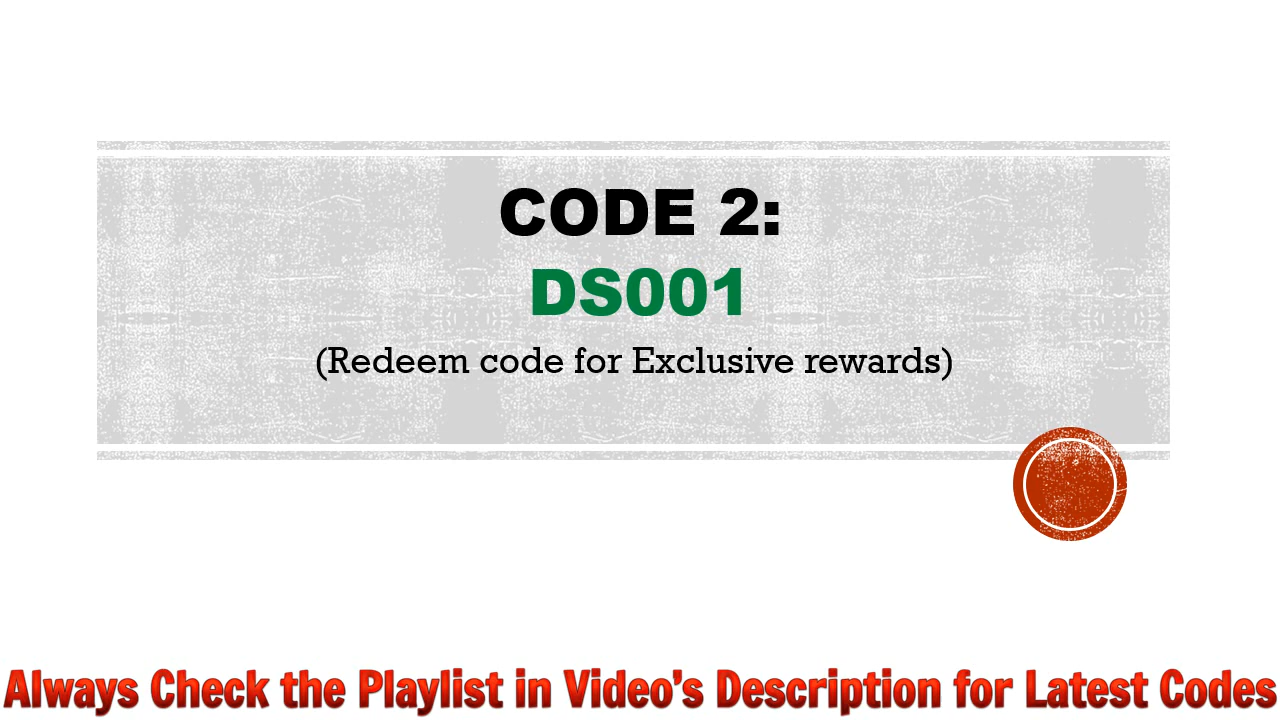 CODE 2:
DS001
(Redeem code for Exclusive rewards)
Always Check the Playlist in Video's Description for Latest Codes